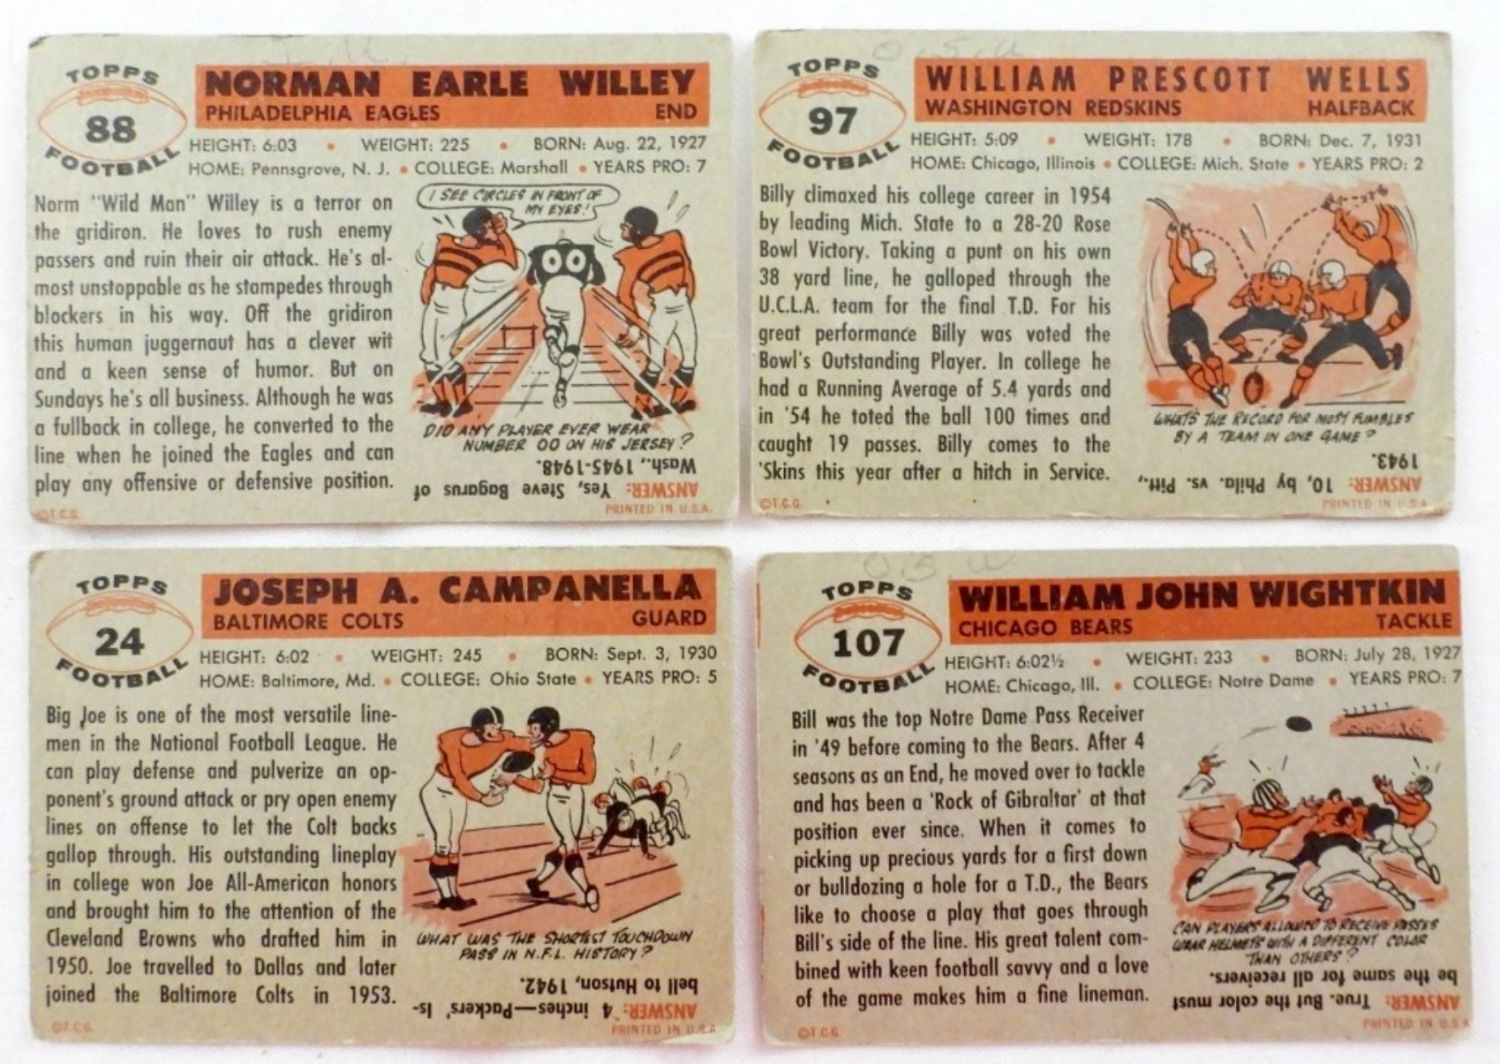 TOPPS
88
FOOTBALL
NORMAN EARLE WILLEY
PHILADELPHIA EAGLES END
HEIGHT: 6:03 • WEIGHT: 225 • BORN: Aug. 22, 1927
HOME: Pennsgrove, N. J. • COLLEGE: Marshall • YEARS PRO: 7
Norm "Wild Man" Willey is a terror on
the gridiron. He loves to rush enemy
passers and ruin their air attack. He's al-
most unstoppable as he stampedes through
blockers in his way. Off the gridiron
this human juggernaut has a clever wit
and a keen sense of humor. But on
Sundays he's all business. Although he was
a fullback in college, he converted to the
line when he joined the Eagles and can
play any offensive or defensive position.
I SEE CIRCLES IN FRONT OF
MY EYES!
00
DID ANY PLAYER EVER WEAR
NUMBER 00 ON HIS JERSEY?
ANSWER: Yes, Steve Bagarus of
Wash., 1945-1948.
©T.C.G. PRINTED IN U.S.A.
O.S.U
TOPPS
97
FOOTBALL
WILLIAM PRESCOTT WELLS
WASHINGTON REDSKINS HALFBACK
HEIGHT: 5:09 • WEIGHT: 178 • BORN: Dec. 7, 1931
HOME: Chicago, Illinois • COLLEGE: Mich. State • YEARS PRO: 2
Billy climaxed his college career in 1954
by leading Mich. State to a 28-20 Rose
Bowl Victory. Taking a punt on his own
38 yard line, he galloped through the
U.C.L.A. team for the final T.D. For his
great performance Billy was voted the
Bowl's Outstanding Player. In college he
had a Running Average of 5.4 yards and
in '54 he toted the ball 100 times and
caught 19 passes. Billy comes to the
'Skins this year after a hitch in Service.
WHAT'S THE RECORD FOR MOST FUMBLES
BY A TEAM IN ONE GAME?
ANSWER: 10, by Phila. vs. Pitt.,
1943.
©T.C.G. PRINTED IN U.S.A
TOPPS
24
FOOTBALL
JOSEPH A. CAMPANELLA
BALTIMORE COLTS GUARD
HEIGHT: 6:02 • WEIGHT: 245 • BORN: Sept. 3, 1930
HOME: Baltimore, Md. • COLLEGE: Ohio State • YEARS PRO: 5
Big Joe is one of the most versatile line-
men in the National Football League. He
can play defense and pulverize an op-
ponent's ground attack or pry open enemy
lines on offense to let the Colt backs
gallop through. His outstanding lineplay
in college won Joe All-American honors
and brought him to the attention of the
Cleveland Browns who drafted him in
1950. Joe travelled to Dallas and later
joined the Baltimore Colts in 1953.
WHAT WAS THE SHORTEST TOUCHDOWN
PASS IN N.F.L. HISTORY?
ANSWER: 4 inches—Packers' Is-
bell to Hutson, 1942.
©T.C.G. PRINTED IN U.S.A
O.S.U.
TOPPS
107
FOOTBALL
WILLIAM JOHN WIGHTKIN
CHICAGO BEARS TACKLE
HEIGHT: 6:02½ • WEIGHT: 233 • BORN: July 28, 1927
HOME: Chicago, Ill. • COLLEGE: Notre Dame • YEARS PRO: 7
Bill was the top Notre Dame Pass Receiver
in '49 before coming to the Bears. After 4
seasons as an End, he moved over to tackle
and has been a 'Rock of Gibraltar' at that
position ever since. When it comes to
picking up precious yards for a first down
or bulldozing a hole for a T.D., the Bears
like to choose a play that goes through
Bill's side of the line. His great talent com-
bined with keen football savvy and a love
of the game makes him a fine lineman.
CAN PLAYERS ALLOWED TO RECEIVE PASSES
WEAR HELMETS WITH A DIFFERENT COLOR
THAN OTHERS?
ANSWER: True. But the color must
be the same for all receivers.
©T.C.G. PRINTED IN U.S.A